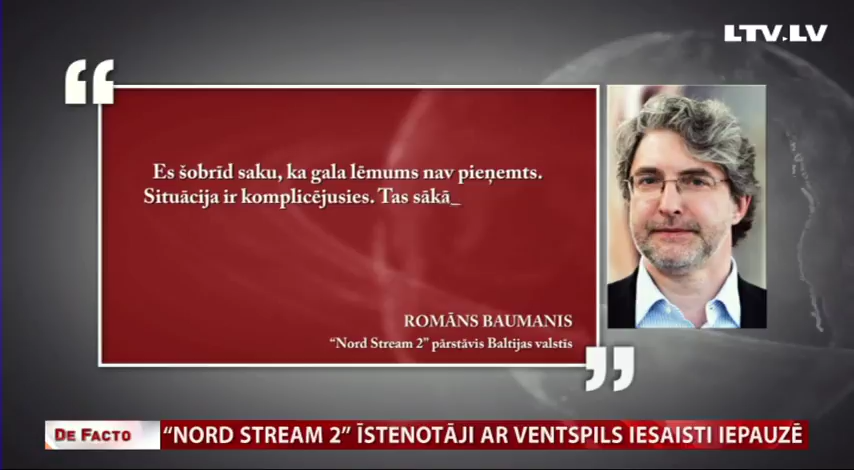 LTV.LV
“
Es šobrīd saku, ka gala lēmums nav pieņemts.
Situācija ir komplicējusies. Tas sākā_
ROMĀNS BAUMANIS
“Nord Stream 2” pārstāvis Baltijas valstīs
”
DE FACTO
“NORD STREAM 2” ĪSTENOTĀJI AR VENTSPILS IESAISTI IEPAUZĒ